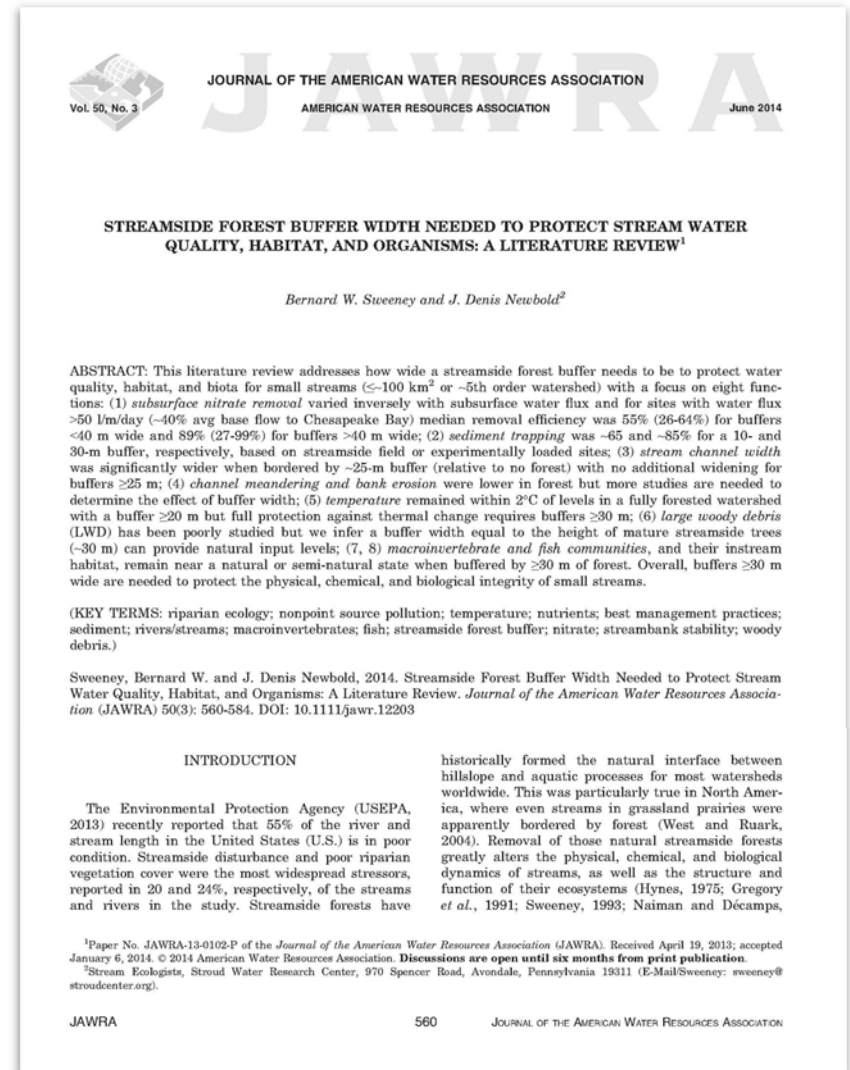 JAWRA
JOURNAL OF THE AMERICAN WATER RESOURCES ASSOCIATION
Vol. 50, No. 3 AMERICAN WATER RESOURCES ASSOCIATION June 2014
STREAMSIDE FOREST BUFFER WIDTH NEEDED TO PROTECT STREAM WATER
QUALITY, HABITAT, AND ORGANISMS: A LITERATURE REVIEW¹
Bernard W. Sweeney and J. Denis Newbold²
ABSTRACT: This literature review addresses how wide a streamside forest buffer needs to be to protect water
quality, habitat, and biota for small streams (≤~100 km² or ~5th order watershed) with a focus on eight func-
tions: (1) subsurface nitrate removal varied inversely with subsurface water flux and for sites with water flux
>50 l/m/day (~40% avg base flow to Chesapeake Bay) median removal efficiency was 55% (26-64%) for buffers
<40 m wide and 89% (27-99%) for buffers >40 m wide; (2) sediment trapping was ~65 and ~85% for a 10- and
30-m buffer, respectively, based on streamside field or experimentally loaded sites; (3) stream channel width
was significantly wider when bordered by ~25-m buffer (relative to no forest) with no additional widening for
buffers ≥25 m; (4) channel meandering and bank erosion were lower in forest but more studies are needed to
determine the effect of buffer width; (5) temperature remained within 2°C of levels in a fully forested watershed
with a buffer ≥20 m but full protection against thermal change requires buffers ≥30 m; (6) large woody debris
(LWD) has been poorly studied but we infer a buffer width equal to the height of mature streamside trees
(~30 m) can provide natural input levels; (7, 8) macroinvertebrate and fish communities, and their instream
habitat, remain near a natural or semi-natural state when buffered by ≥30 m of forest. Overall, buffers ≥30 m
wide are needed to protect the physical, chemical, and biological integrity of small streams.
(KEY TERMS: riparian ecology; nonpoint source pollution; temperature; nutrients; best management practices;
sediment; rivers/streams; macroinvertebrates; fish; streamside forest buffer; nitrate; streambank stability; woody
debris.)
Sweeney, Bernard W. and J. Denis Newbold, 2014. Streamside Forest Buffer Width Needed to Protect Stream
Water Quality, Habitat, and Organisms: A Literature Review. Journal of the American Water Resources Associa-
tion (JAWRA) 50(3): 560-584. DOI: 10.1111/jawr.12203
INTRODUCTION
The Environmental Protection Agency (USEPA,
2013) recently reported that 55% of the river and
stream length in the United States (U.S.) is in poor
condition. Streamside disturbance and poor riparian
vegetation cover were the most widespread stressors,
reported in 20 and 24%, respectively, of the streams
and rivers in the study. Streamside forests have
historically formed the natural interface between
hillslope and aquatic processes for most watersheds
worldwide. This was particularly true in North Amer-
ica, where even streams in grassland prairies were
apparently bordered by forest (West and Ruark,
2004). Removal of those natural streamside forests
greatly alters the physical, chemical, and biological
dynamics of streams, as well as the structure and
function of their ecosystems (Hynes, 1975; Gregory
et al., 1991; Sweeney, 1993; Naiman and Décamps,
¹Paper No. JAWRA-13-0102-P of the Journal of the American Water Resources Association (JAWRA). Received April 19, 2013; accepted
January 6, 2014. © 2014 American Water Resources Association. Discussions are open until six months from print publication.
²Stream Ecologists, Stroud Water Research Center, 970 Spencer Road, Avondale, Pennsylvania 19311 (E-Mail/Sweeney: sweeney@
stroudcenter.org).
JAWRA 560 JOURNAL OF THE AMERICAN WATER RESOURCES ASSOCIATION